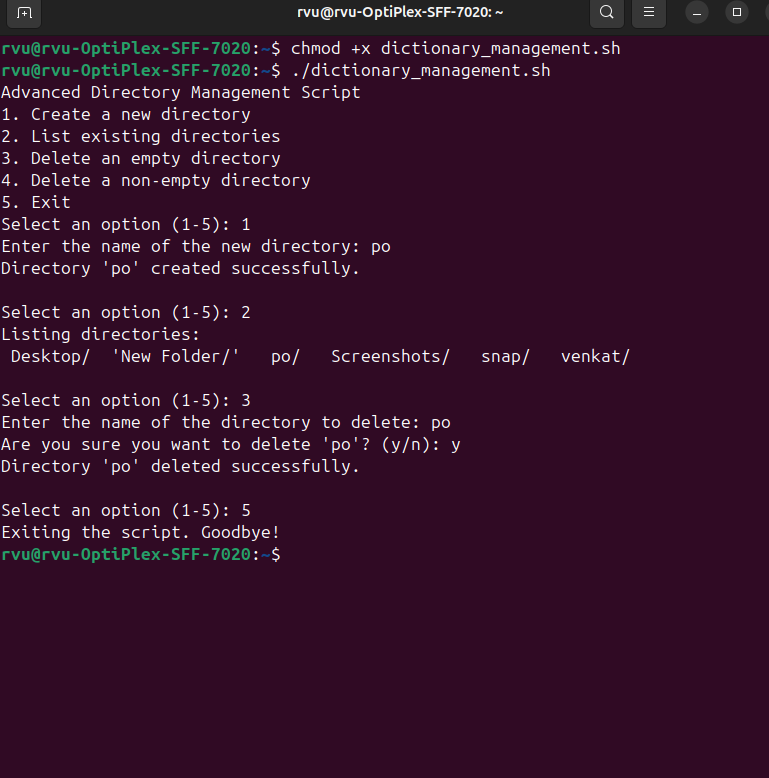 rvu@rvu-OptiPlex-SFF-7020: ~
rvu@rvu-OptiPlex-SFF-7020:~$ chmod +x dictionary_management.sh
rvu@rvu-OptiPlex-SFF-7020:~$ ./dictionary_management.sh
Advanced Directory Management Script
1. Create a new directory
2. List existing directories
3. Delete an empty directory
4. Delete a non-empty directory
5. Exit
Select an option (1-5): 1
Enter the name of the new directory: po
Directory 'po' created successfully.

Select an option (1-5): 2
Listing directories:
 Desktop/  'New Folder/'   po/   Screenshots/   snap/   venkat/

Select an option (1-5): 3
Enter the name of the directory to delete: po
Are you sure you want to delete 'po'? (y/n): y
Directory 'po' deleted successfully.

Select an option (1-5): 5
Exiting the script. Goodbye!
rvu@rvu-OptiPlex-SFF-7020:~$